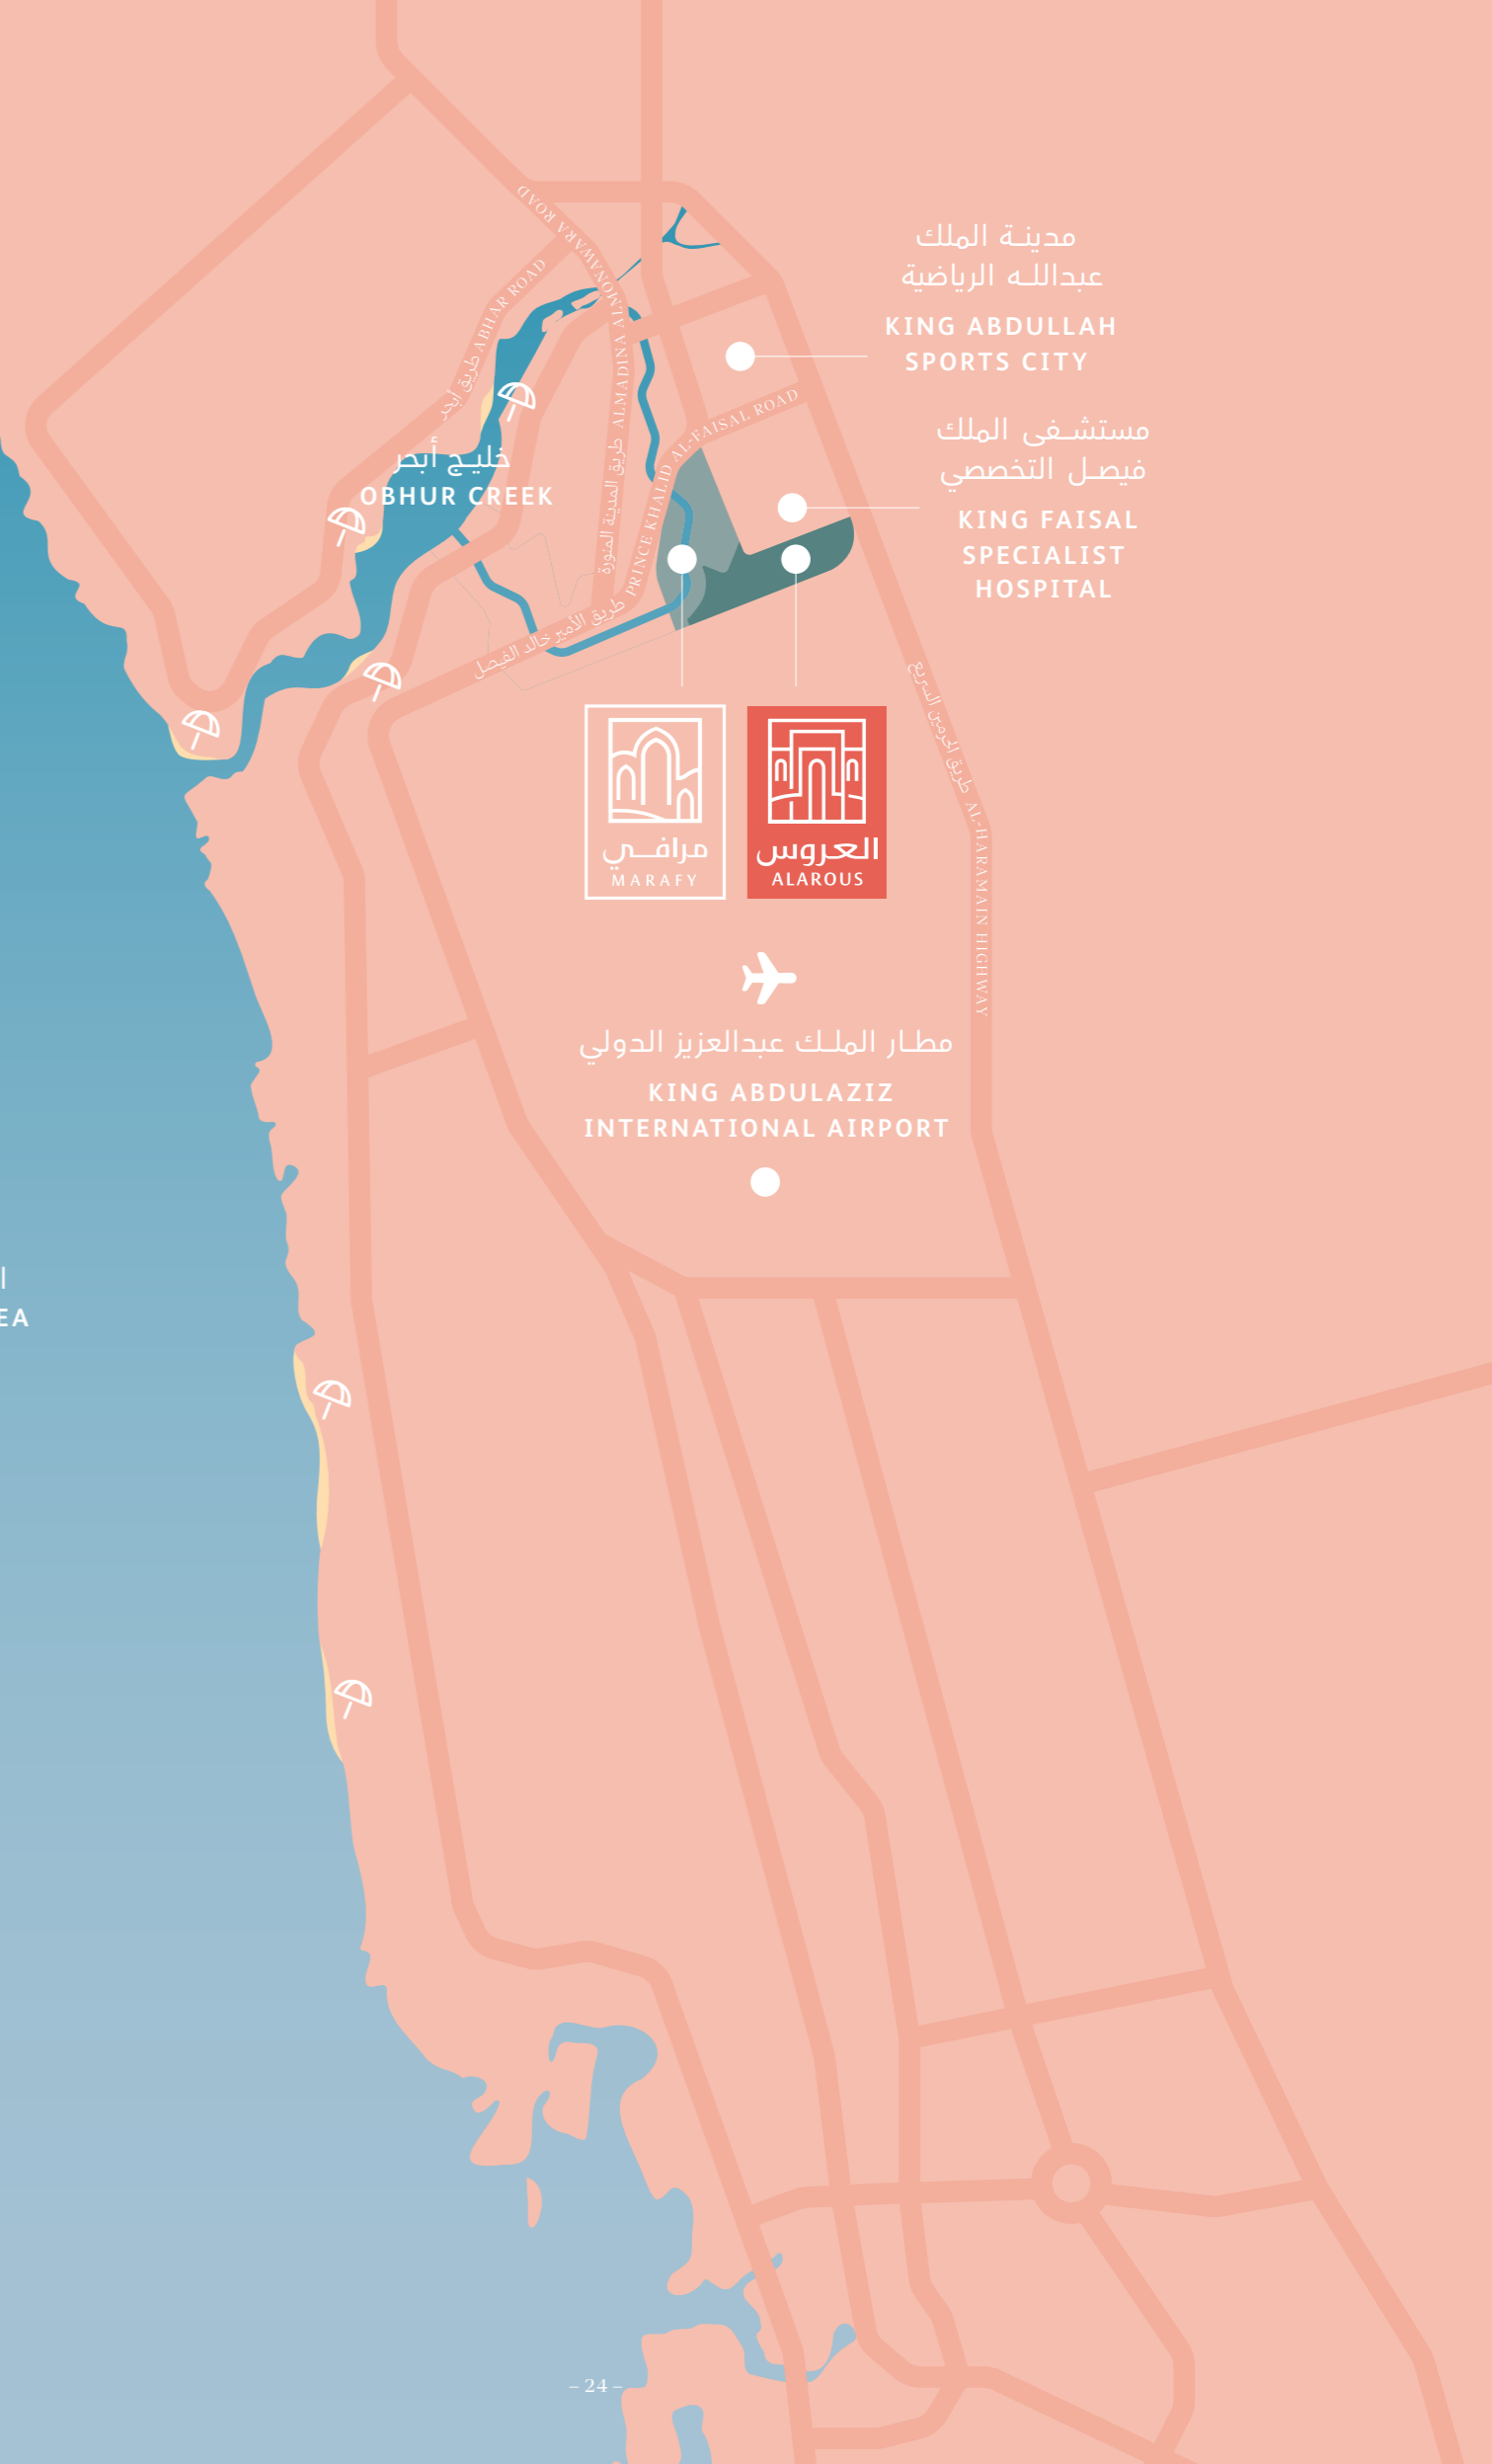 مدينة الملك
عبدالله الرياضية
KING ABDULLAH
SPORTS CITY
مستشفى الملك
فيصل التخصصي
KING FAISAL
SPECIALIST
HOSPITAL
ALMADINA AL-MONAWARA ROAD
طريق المدينة المنورة
ABHAR ROAD
طريق أبحر
خليج أبحر
OBHUR CREEK
PRINCE KHALID AL-FAISAL ROAD
طريق الأمير خالد الفيصل
طريق الحرمين السريع
AL-HARAMAIN HIGHWAY
مرافي
MARAFY
العروس
ALAROUS
مطار الملك عبدالعزيز الدولي
KING ABDULAZIZ
INTERNATIONAL AIRPORT
EA
– 24 –